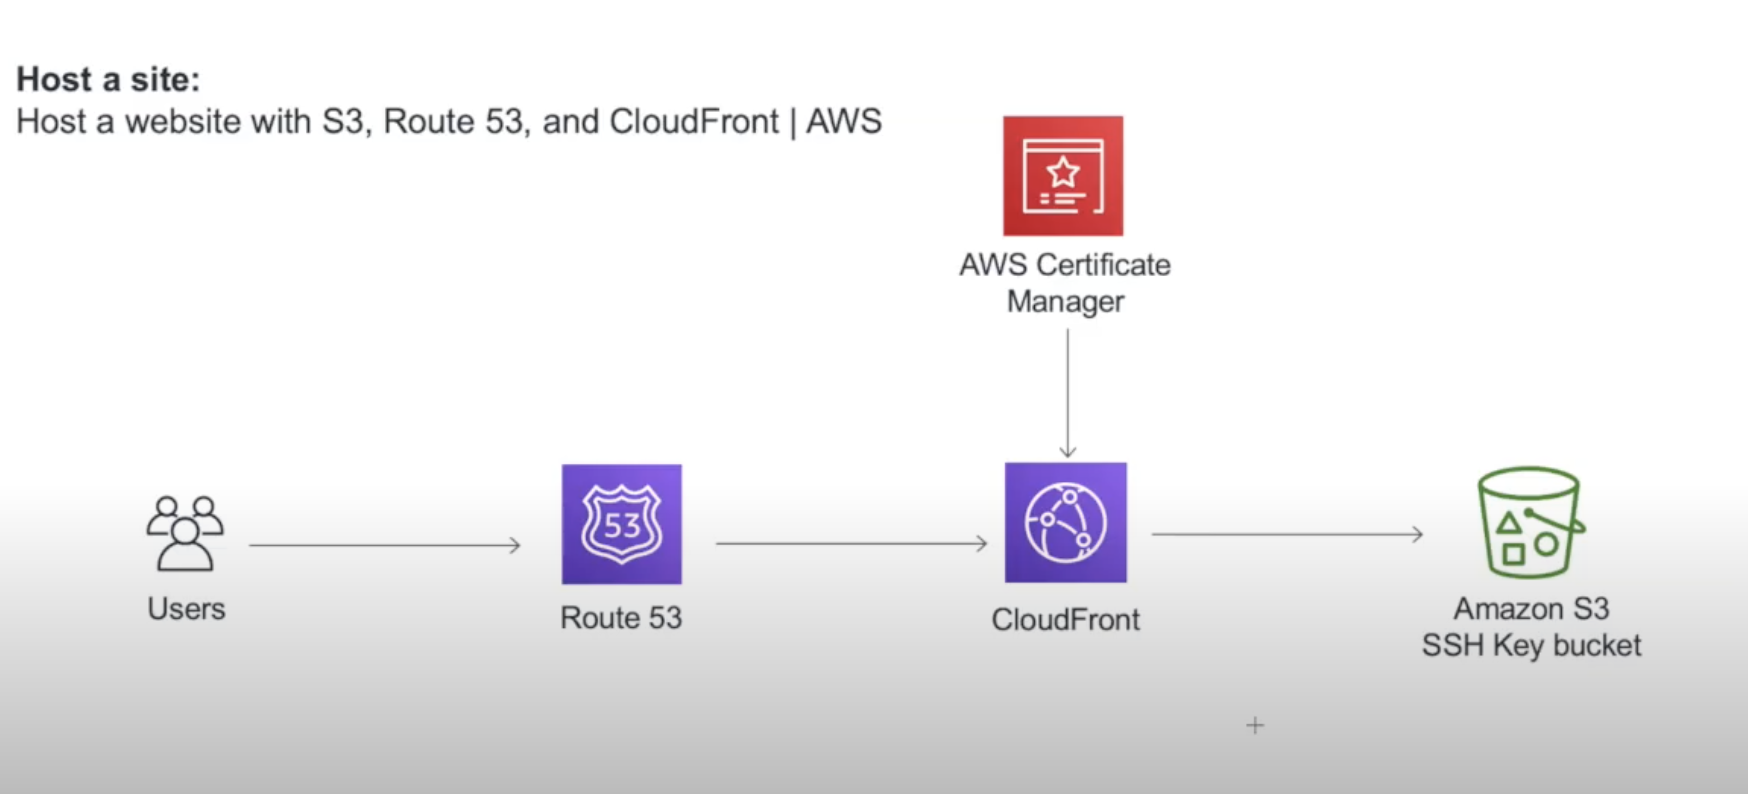 Host a site:
Host a website with S3, Route 53, and CloudFront | AWS
AWS Certificate
Manager
53
Users
Route 53
CloudFront
Amazon S3
SSH Key bucket